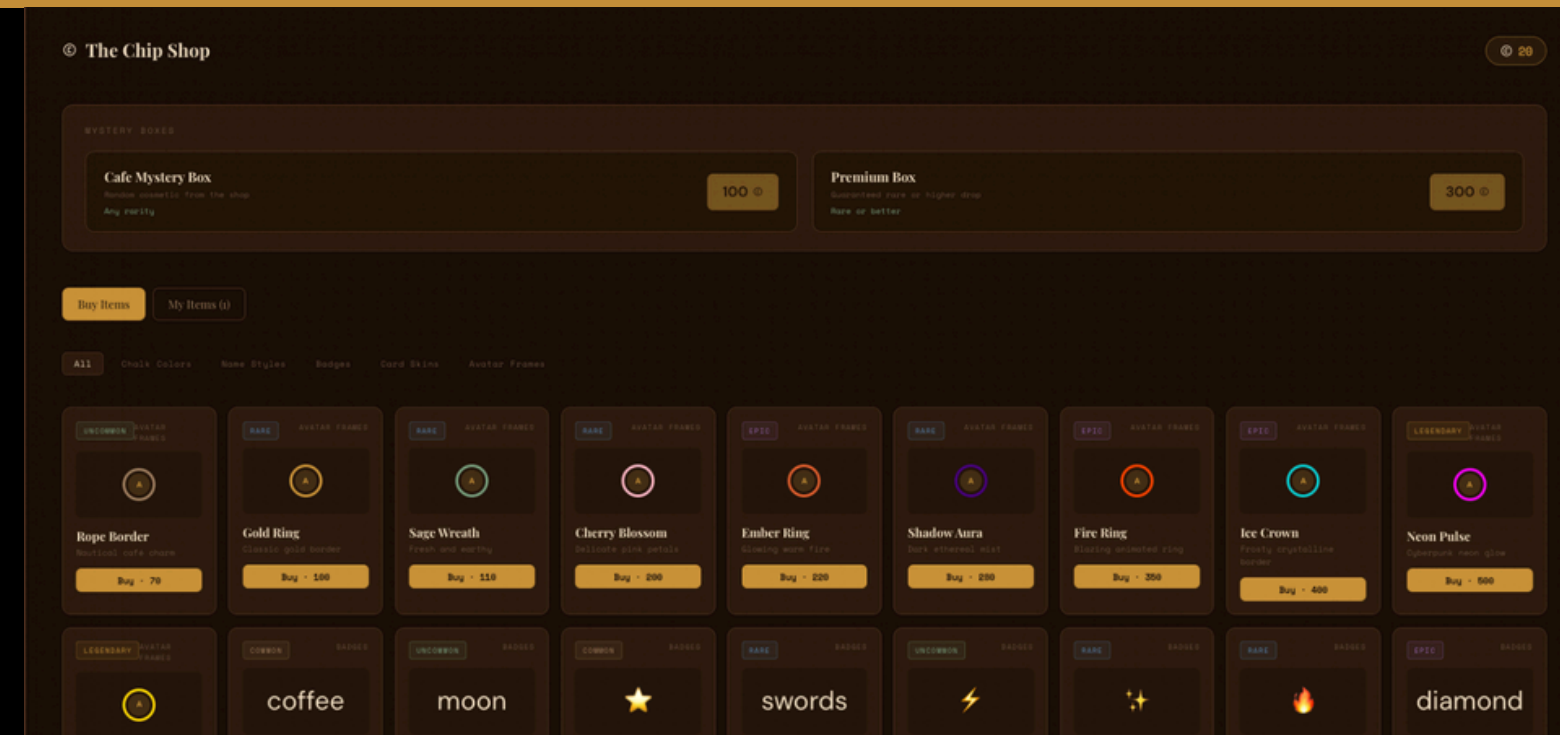 © The Chip Shop
© 20
MYSTERY BOXES
Cafe Mystery Box
Random cosmetic from the shop
Any rarity
100 ©
Premium Box
Guaranteed rare or higher drop
Rare or better
300 ©
Buy Items
My Items (1)
All
Chalk Colors
Name Styles
Badges
Card Skins
Avatar Frames
UNCOMMON
AVATAR FRAMES
A
Rope Border
Nautical café charm
Buy · 70
RARE
AVATAR FRAMES
A
Gold Ring
Classic gold border
Buy · 100
RARE
AVATAR FRAMES
A
Sage Wreath
Fresh and earthy
Buy · 110
RARE
AVATAR FRAMES
A
Cherry Blossom
Delicate pink petals
Buy · 200
EPIC
AVATAR FRAMES
A
Ember Ring
Glowing warm fire
Buy · 220
RARE
AVATAR FRAMES
A
Shadow Aura
Dark ethereal mist
Buy · 280
EPIC
AVATAR FRAMES
A
Fire Ring
Blazing animated ring
Buy · 350
EPIC
AVATAR FRAMES
A
Ice Crown
Frosty crystalline
border
Buy · 400
LEGENDARY
AVATAR FRAMES
A
Neon Pulse
Cyberpunk neon glow
Buy · 500
LEGENDARY
AVATAR FRAMES
A
COMMON
BADGES
coffee
UNCOMMON
BADGES
moon
COMMON
BADGES
RARE
BADGES
swords
UNCOMMON
BADGES
RARE
BADGES
RARE
BADGES
EPIC
BADGES
diamond